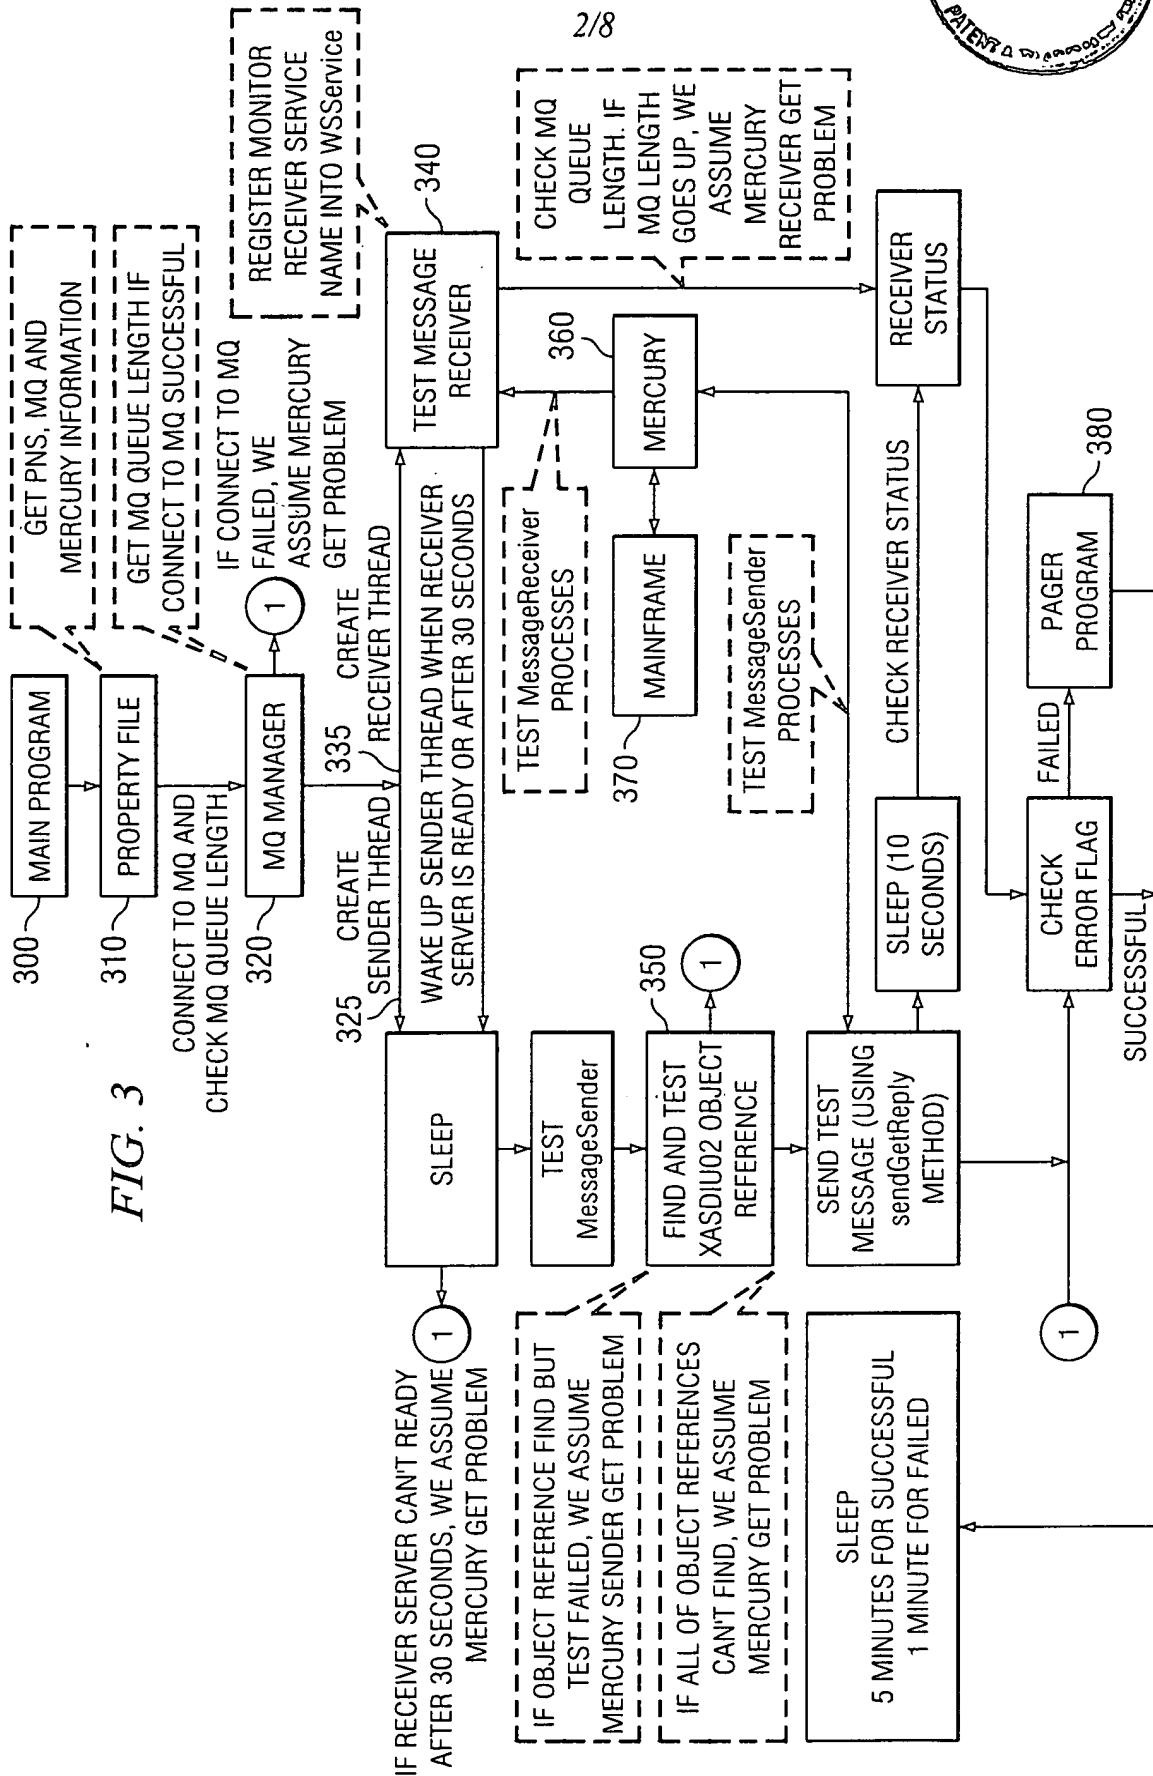 2/8
PATENT
FIG. 3
300
MAIN PROGRAM
GET PNS, MQ AND
MERCURY INFORMATION
310
PROPERTY FILE
CONNECT TO MQ AND
CHECK MQ QUEUE LENGTH
GET MQ QUEUE LENGTH IF
CONNECT TO MQ SUCCESSFUL
320
MQ MANAGER
1
IF CONNECT TO MQ
FAILED, WE
ASSUME MERCURY
GET PROBLEM
REGISTER MONITOR
RECEIVER SERVICE
NAME INTO WSService
325
CREATE
SENDER THREAD
335
CREATE
RECEIVER THREAD
340
SLEEP
WAKE UP SENDER THREAD WHEN RECEIVER
SERVER IS READY OR AFTER 30 SECONDS
TEST MESSAGE
RECEIVER
IF RECEIVER SERVER CAN'T READY
AFTER 30 SECONDS, WE ASSUME
MERCURY GET PROBLEM
1
TEST
MessageSender
TEST MessageReceiver
PROCESSES
CHECK MQ
QUEUE
LENGTH. IF
MQ LENGTH
GOES UP, WE
ASSUME
MERCURY
RECEIVER GET
PROBLEM
IF OBJECT REFERENCE FIND BUT
TEST FAILED, WE ASSUME
MERCURY SENDER GET PROBLEM
350
FIND AND TEST
XASDIU02 OBJECT
REFERENCE
1
370
MAINFRAME
360
MERCURY
IF ALL OF OBJECT REFERENCES
CAN'T FIND, WE ASSUME
MERCURY GET PROBLEM
TEST MessageSender
PROCESSES
SEND TEST
MESSAGE (USING
sendGetReply
METHOD)
SLEEP (10
SECONDS)
CHECK RECEIVER STATUS
RECEIVER
STATUS
SLEEP
5 MINUTES FOR SUCCESSFUL
1 MINUTE FOR FAILED
1
CHECK
ERROR FLAG
FAILED
PAGER
PROGRAM
380
SUCCESSFUL